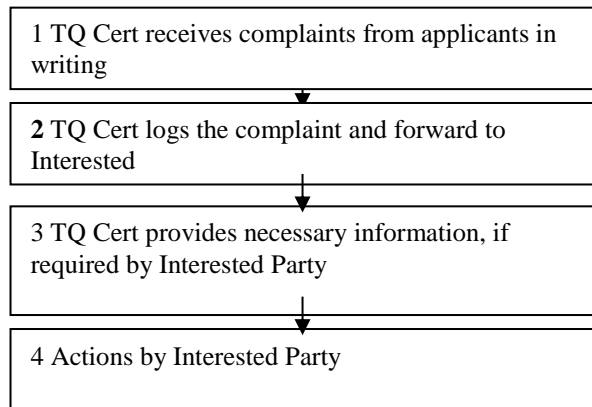 1 TQ Cert receives complaints from applicants in
writing
2 TQ Cert logs the complaint and forward to
Interested
3 TQ Cert provides necessary information, if
required by Interested Party
4 Actions by Interested Party